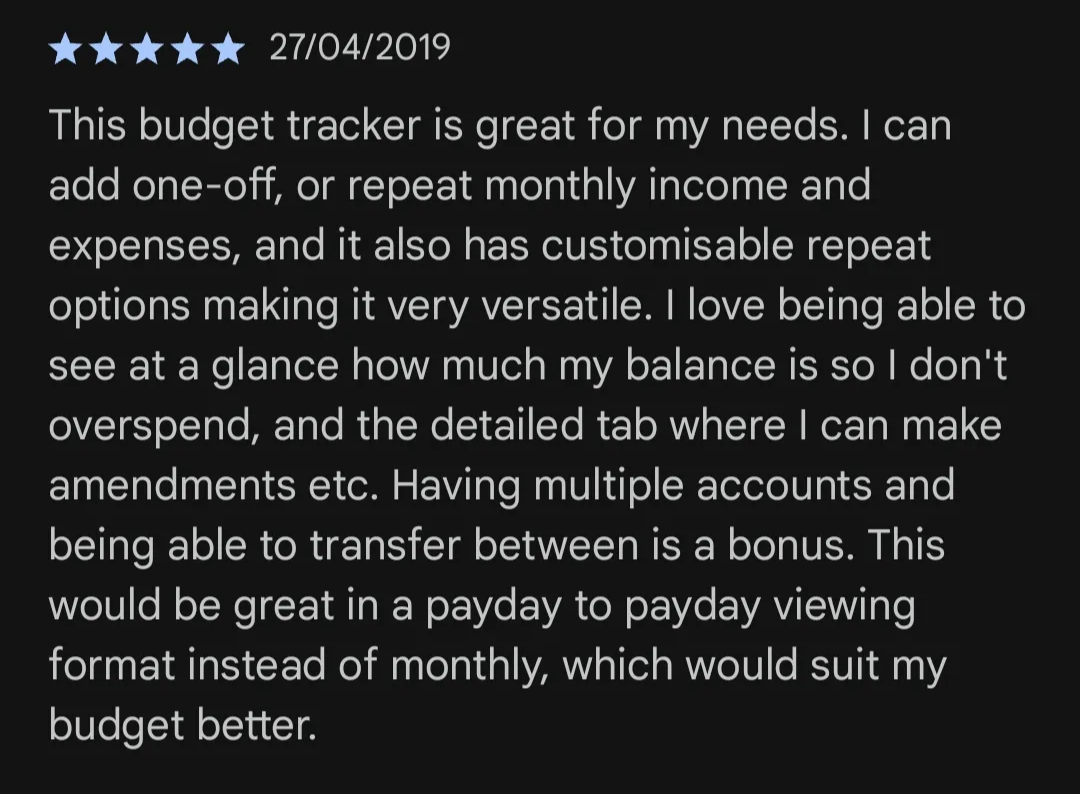 27/04/2019
This budget tracker is great for my needs. I can
add one-off, or repeat monthly income and
expenses, and it also has customisable repeat
options making it very versatile. I love being able to
see at a glance how much my balance is so I don't
overspend, and the detailed tab where I can make
amendments etc. Having multiple accounts and
being able to transfer between is a bonus. This
would be great in a payday to payday viewing
format instead of monthly, which would suit my
budget better.